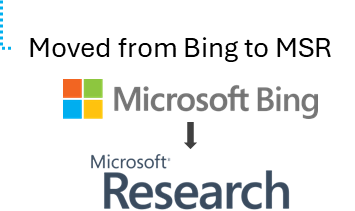 Moved from Bing to MSR
Microsoft Bing
Microsoft
Research